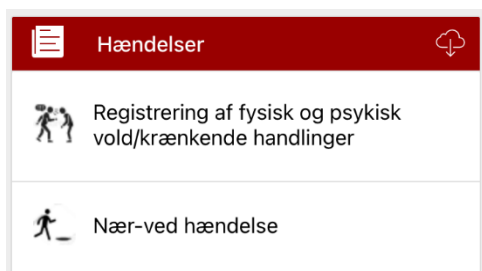 Hændelser
Registrering af fysisk og psykisk
vold/krænkende handlinger
Nær-ved hændelse